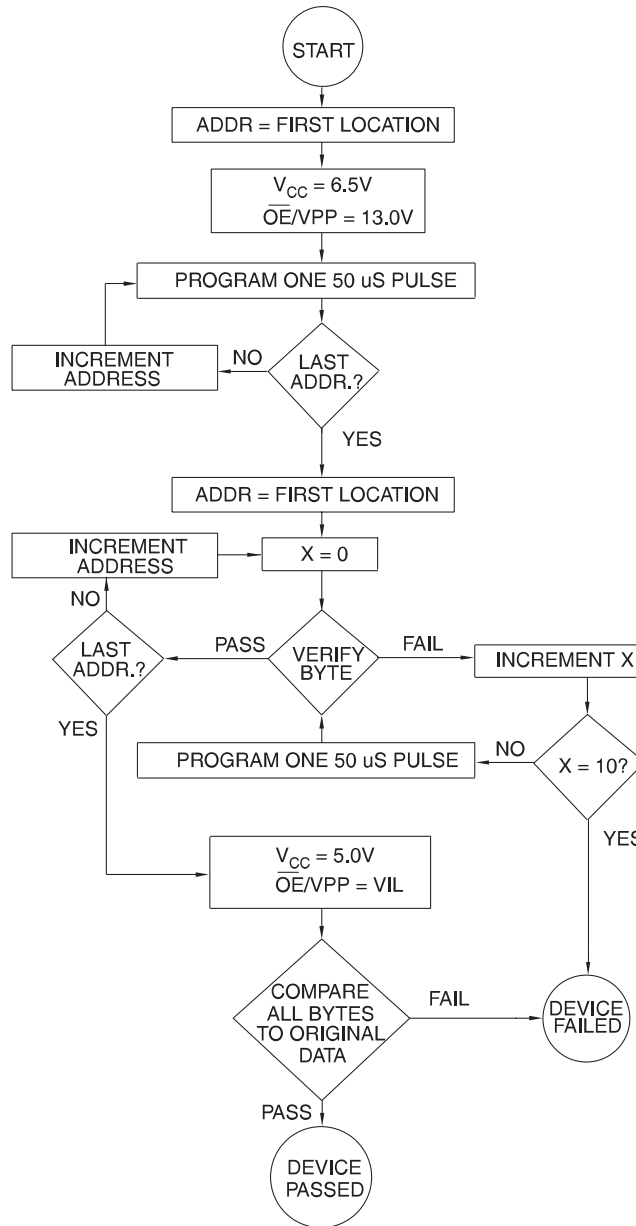 START
ADDR = FIRST LOCATION
VCC = 6.5V
OE/VPP = 13.0V
PROGRAM ONE 50 uS PULSE
INCREMENT
ADDRESS
NO
LAST
ADDR.?
YES
ADDR = FIRST LOCATION
INCREMENT
ADDRESS
X = 0
NO
LAST
ADDR.?
PASS
VERIFY
BYTE
FAIL
INCREMENT X
YES
PROGRAM ONE 50 uS PULSE
NO
X = 10?
YES
VCC = 5.0V
OE/VPP = VIL
COMPARE
ALL BYTES
TO ORIGINAL
DATA
FAIL
DEVICE
FAILED
PASS
DEVICE
PASSED